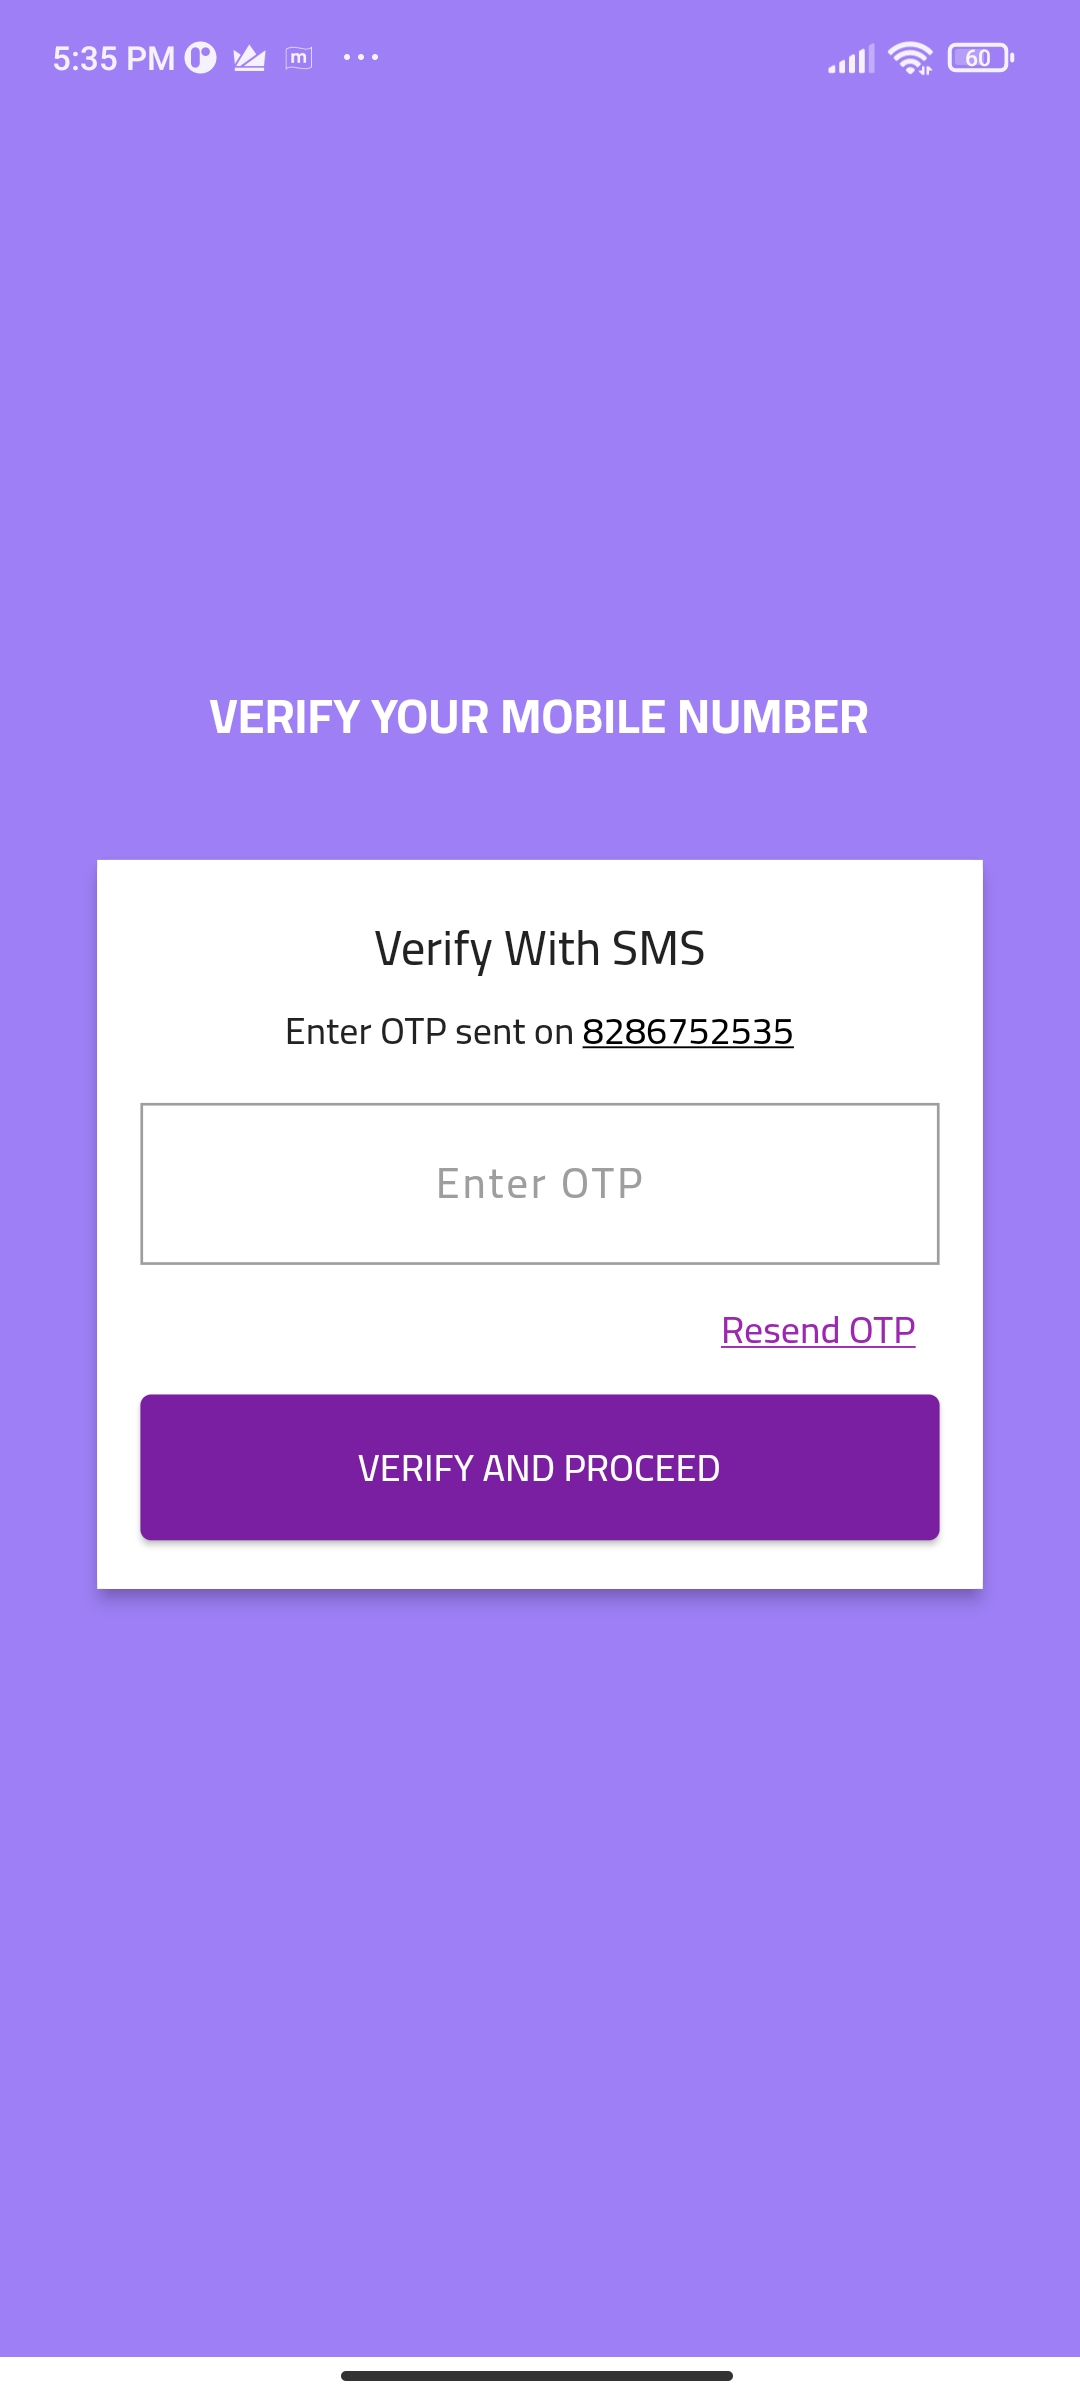 5:35 PM m ...
60
VERIFY YOUR MOBILE NUMBER
Verify With SMS
Enter OTP sent on 8286752535
Enter OTP
Resend OTP
VERIFY AND PROCEED